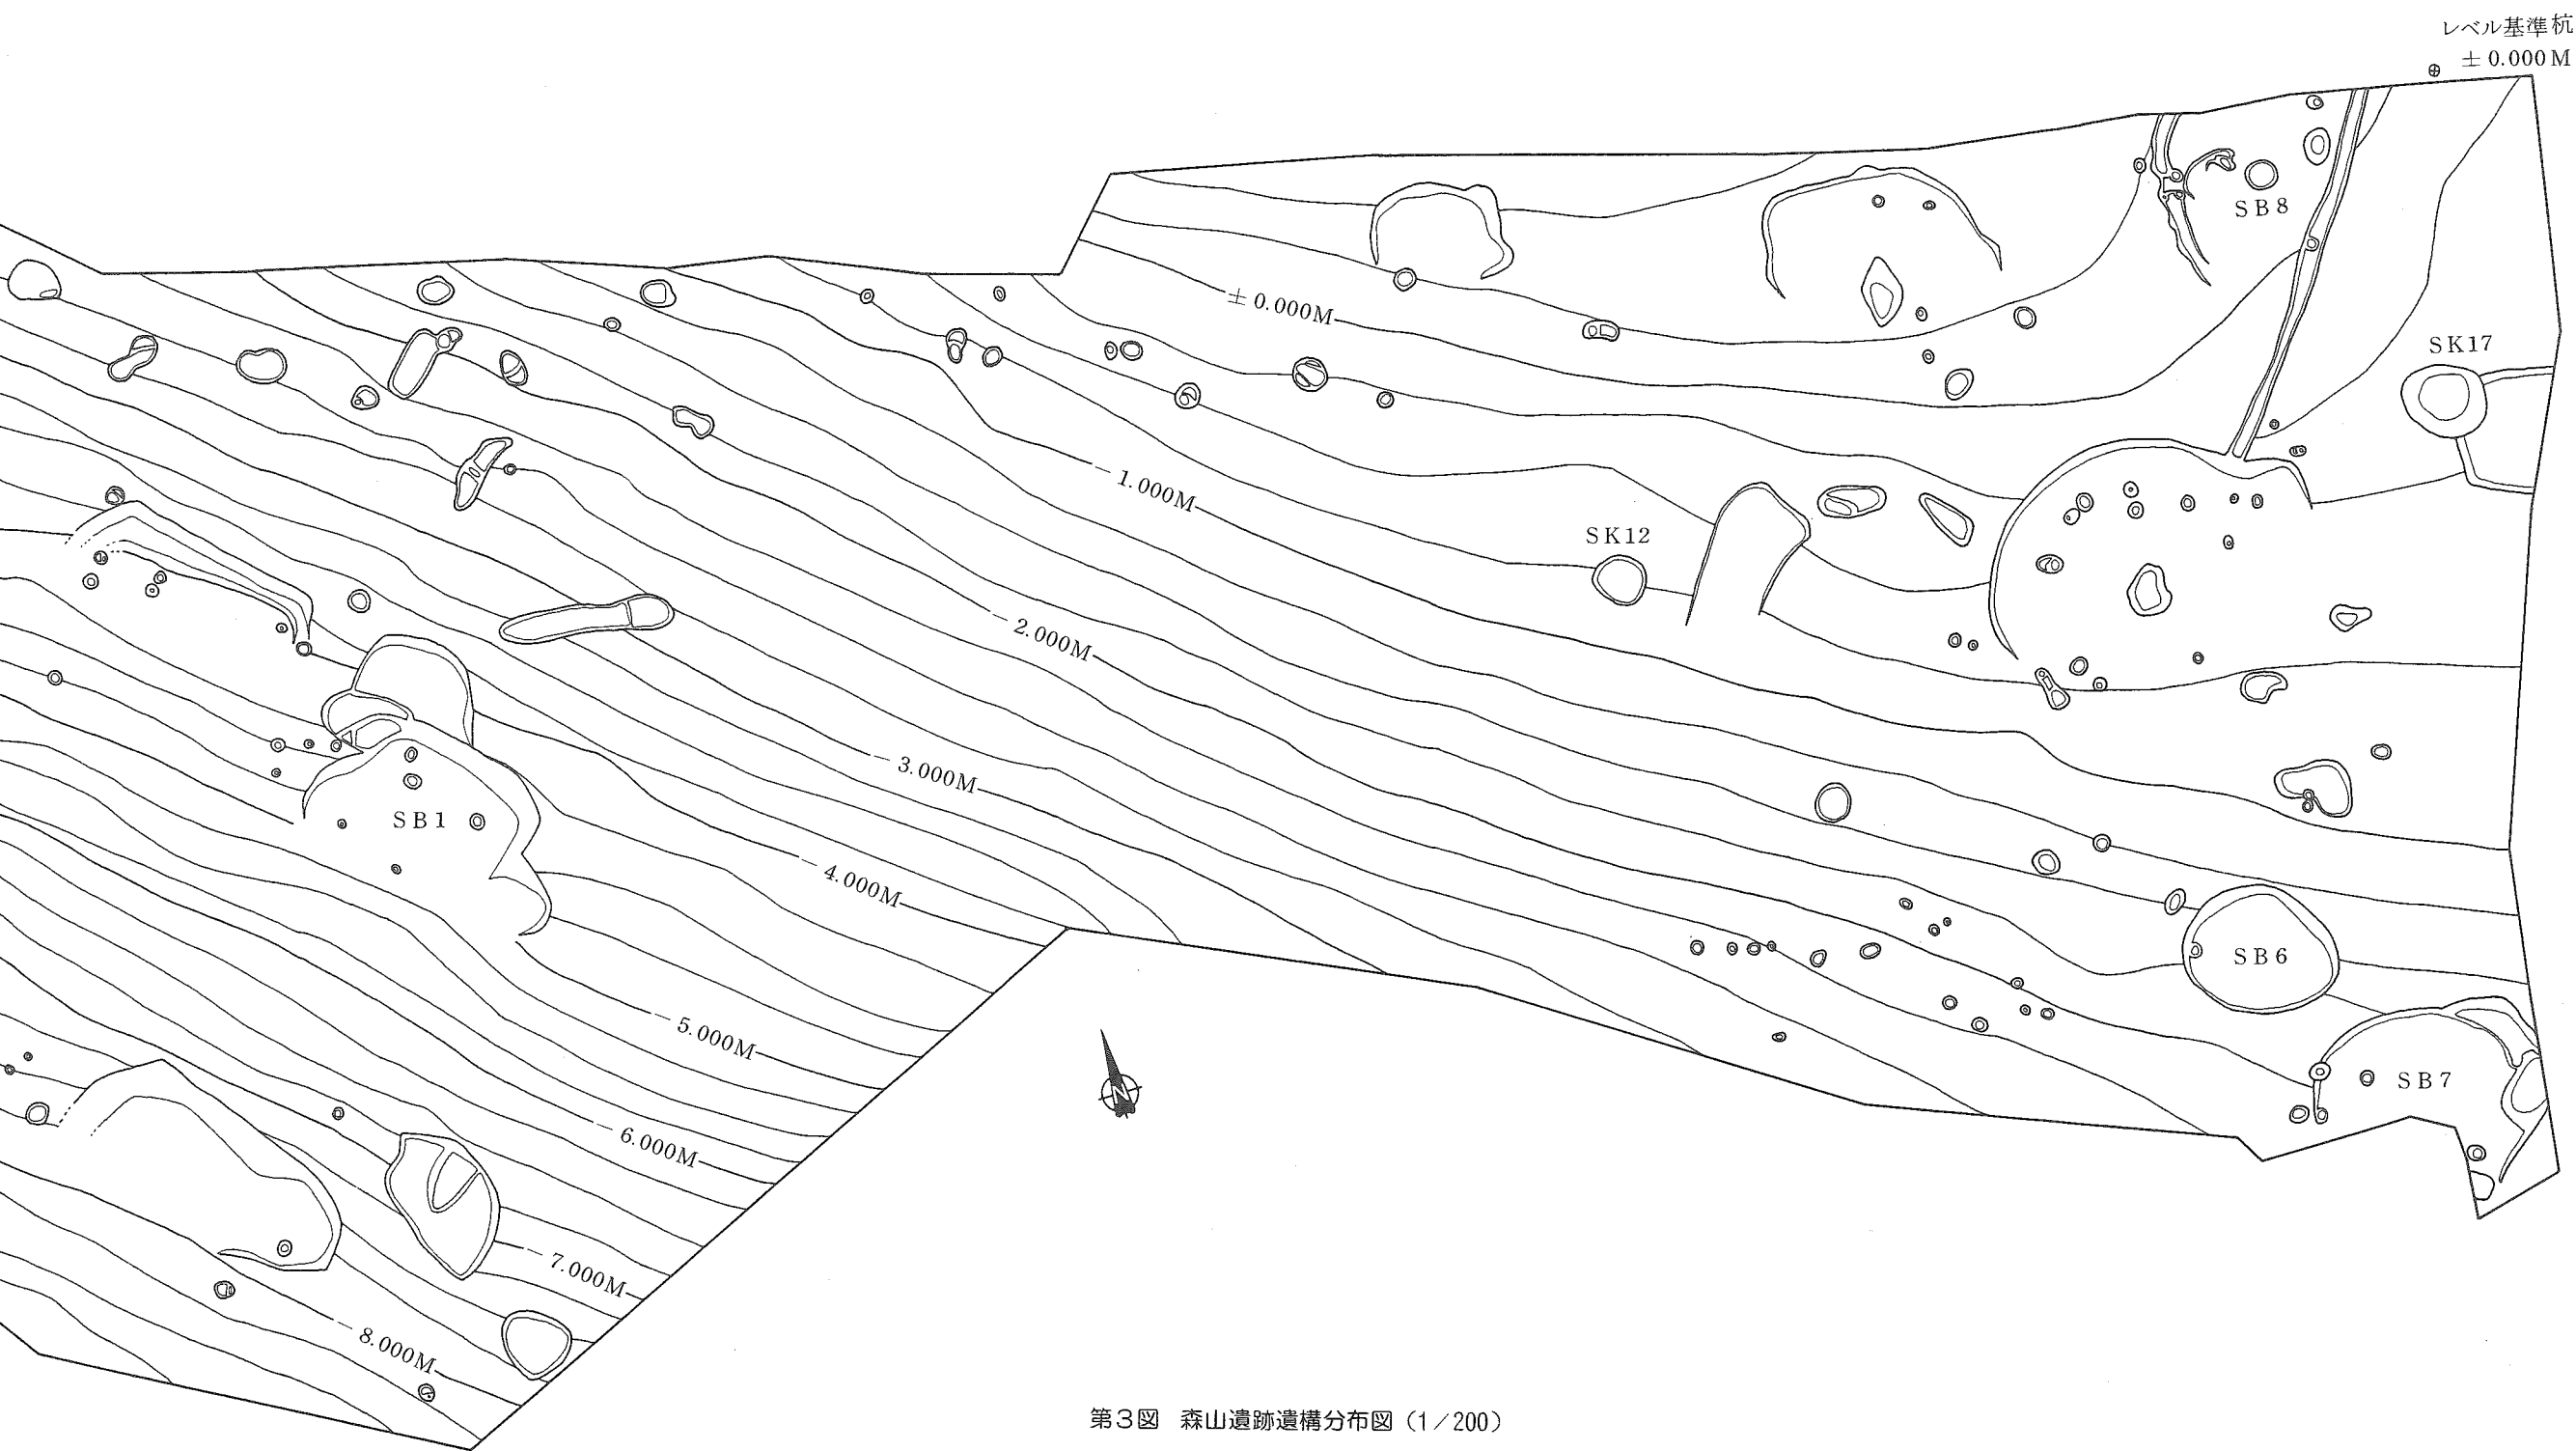 レベル基準杭
± 0.000M
SB8
± 0.000M
SK17
－1.000M
SK12
－2.000M
－3.000M
SB1
－4.000M
SB6
－5.000M
SB7
N
－6.000M
－7.000M
－8.000M
第3図 森山遺跡遺構分布図(1/200)